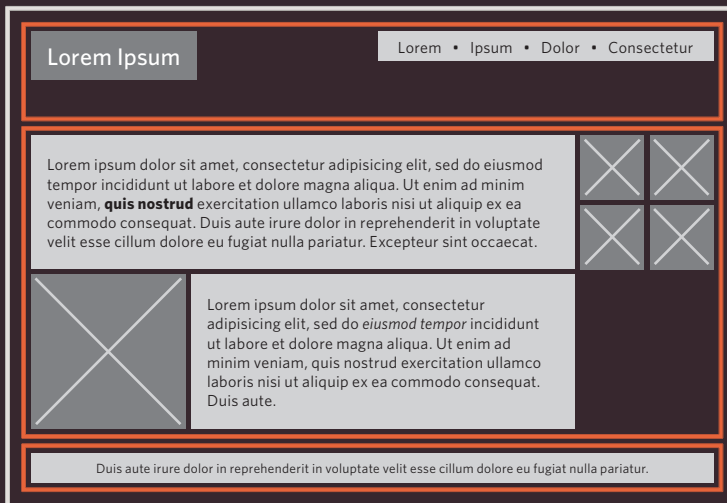 Lorem Ipsum
Lorem • Ipsum • Dolor • Consectetur
Lorem ipsum dolor sit amet, consectetur adipisicing elit, sed do eiusmod
tempor incididunt ut labore et dolore magna aliqua. Ut enim ad minim
veniam, quis nostrud exercitation ullamco laboris nisi ut aliquip ex ea
commodo consequat. Duis aute irure dolor in reprehenderit in voluptate
velit esse cillum dolore eu fugiat nulla pariatur. Excepteur sint occaecat.
Lorem ipsum dolor sit amet, consectetur
adipisicing elit, sed do eiusmod tempor incididunt
ut labore et dolore magna aliqua. Ut enim ad
minim veniam, quis nostrud exercitation ullamco
laboris nisi ut aliquip ex ea commodo consequat.
Duis aute.
Duis aute irure dolor in reprehenderit in voluptate velit esse cillum dolore eu fugiat nulla pariatur.